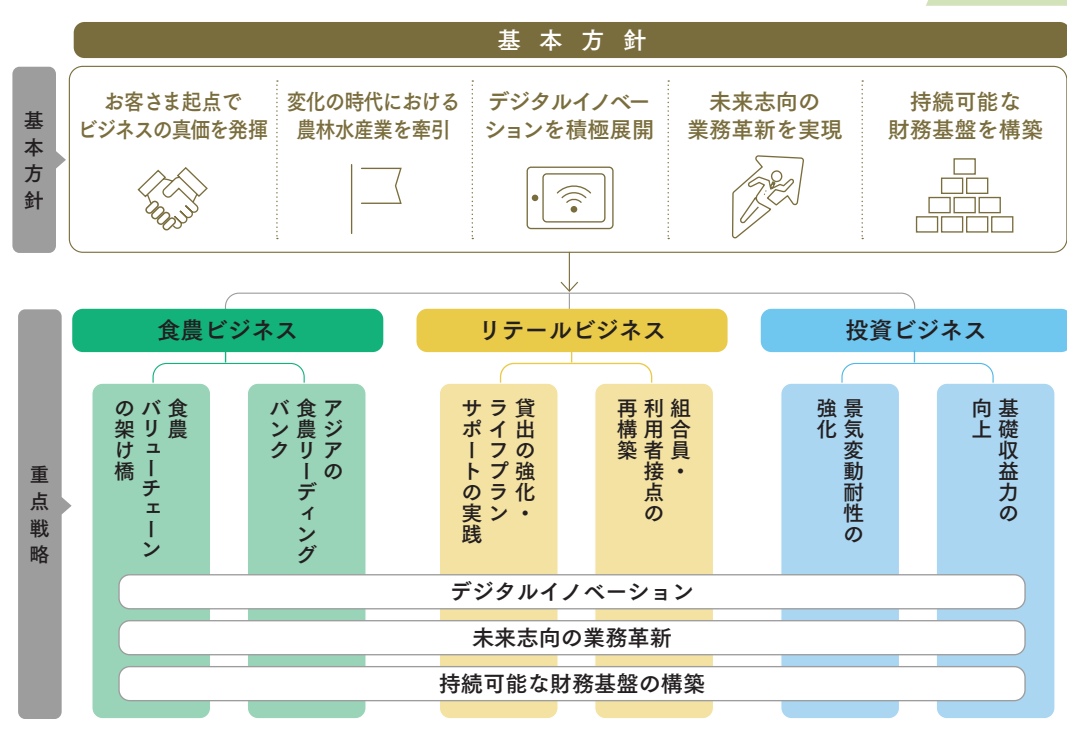 基本方針
基本方針
お客さま起点で
ビジネスの真価を発揮
変化の時代における
農林水産業を牽引
デジタルイノベー
ションを積極展開
未来志向の
業務革新を実現
持続可能な
財務基盤を構築
重点戦略
食農ビジネス
食農
バリューチェーン
の架け橋
アジアの
食農リーディング
バンク
リテールビジネス
貸出の強化・
ライフプラン
サポートの実践
組合員・
利用者接点の
再構築
投資ビジネス
景気変動耐性の
強化
基礎収益力の
向上
デジタルイノベーション
未来志向の業務革新
持続可能な財務基盤の構築